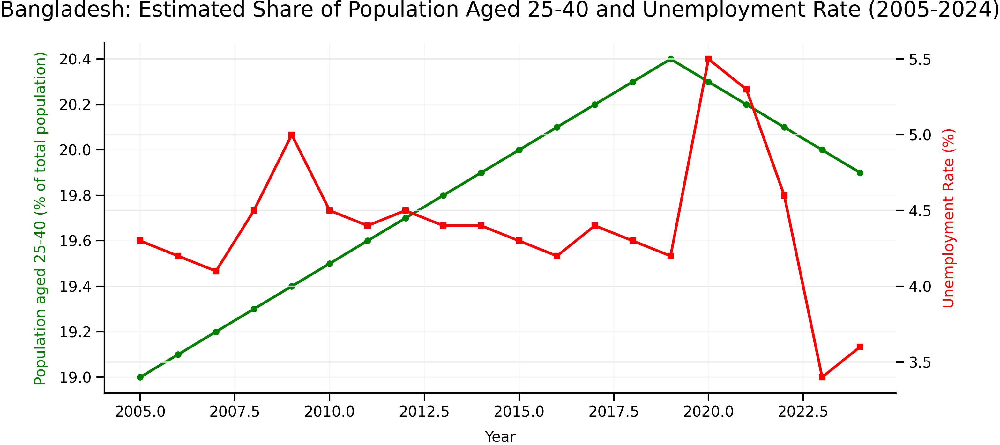 Bangladesh: Estimated Share of Population Aged 25-40 and Unemployment Rate (2005-2024)
Population aged 25-40 (% of total population)
20.4
20.2
20.0
19.8
19.6
19.4
19.2
19.0
5.5
5.0
4.5
4.0
3.5
Unemployment Rate (%)
2005.0 2007.5 2010.0 2012.5 2015.0 2017.5 2020.0 2022.5
Year